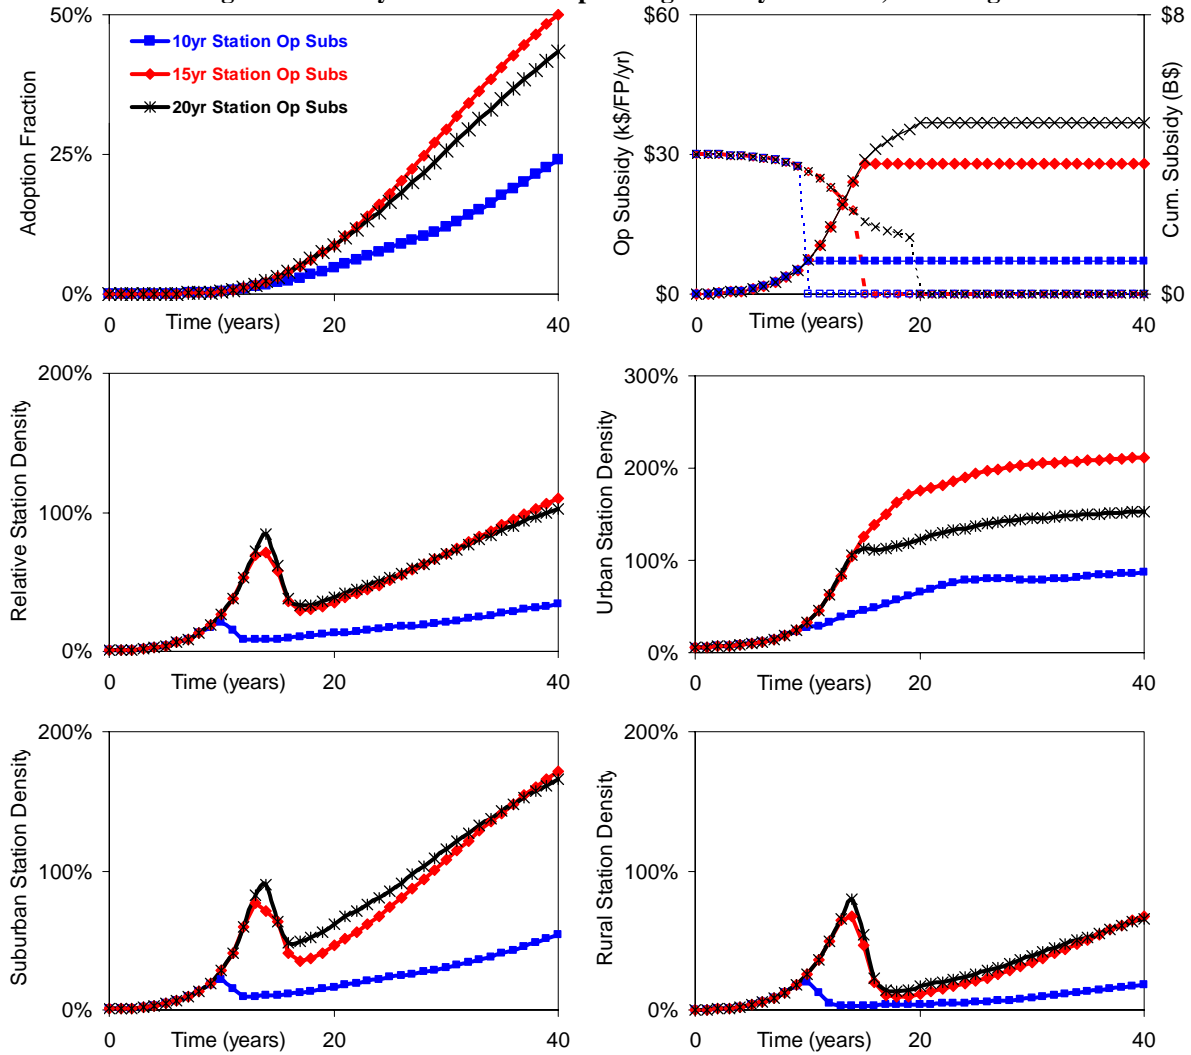 50%
25%
0%
Adoption Fraction
10yr Station Op Subs
15yr Station Op Subs
20yr Station Op Subs
0
Time (years)
20
40
$60
$30
$0
Op Subsidy (k$/FP/yr)
$8
$0
Cum. Subsidy (B$)
0
Time (years)
20
40
200%
100%
0%
Relative Station Density
0
Time (years)
20
40
300%
200%
100%
0%
Urban Station Density
0
Time (years)
20
40
200%
100%
0%
Suburban Station Density
0
Time (years)
20
40
200%
100%
0%
Rural Station Density
0
Time (years)
20
40